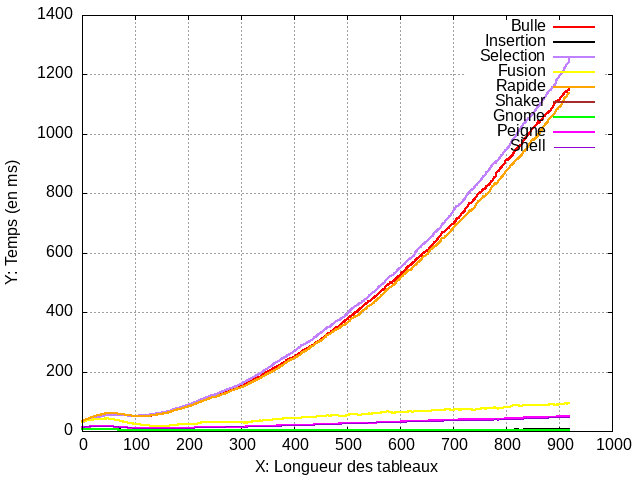 1400
1200
1000
800
600
400
200
0
Y: Temps (en ms)
Bulle
Insertion
Selection
Fusion
Rapide
Shaker
Gnome
Peigne
Shell
0 100 200 300 400 500 600 700 800 900 1000
X: Longueur des tableaux